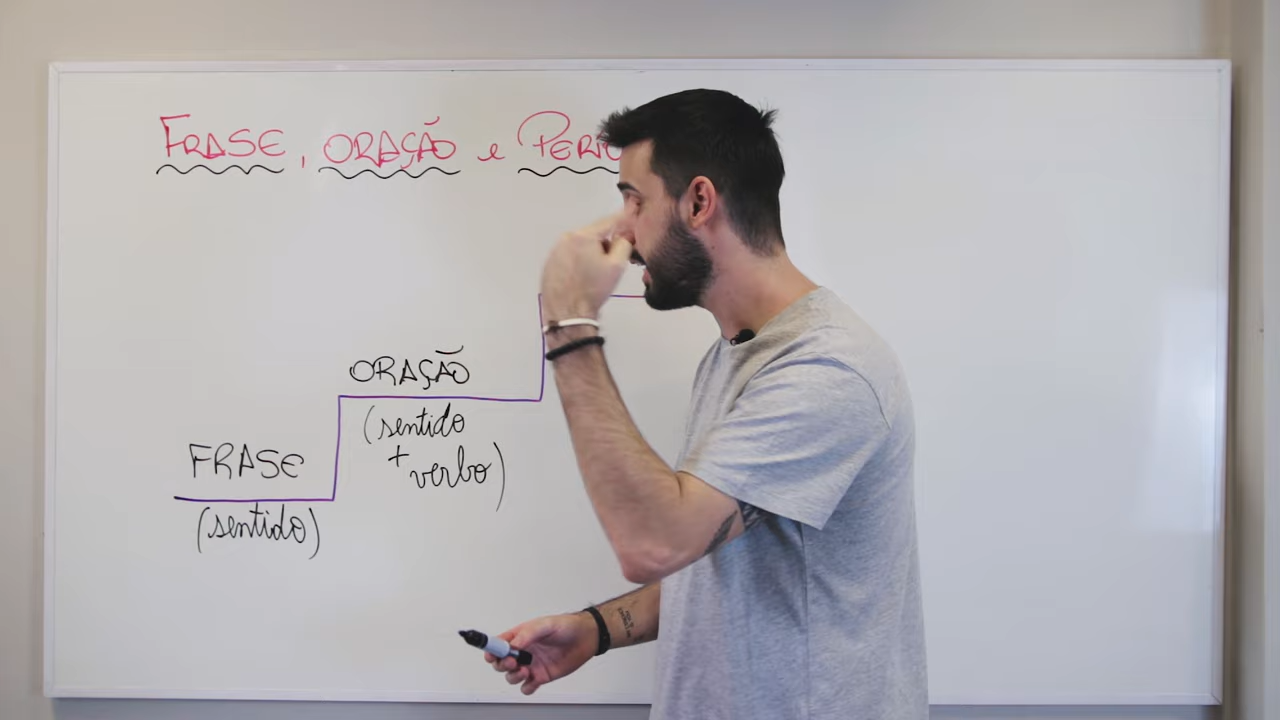 FRASE, ORAÇÃO e
ORAÇÃO
(sentido
+ verbo)
FRASE
(sentido)